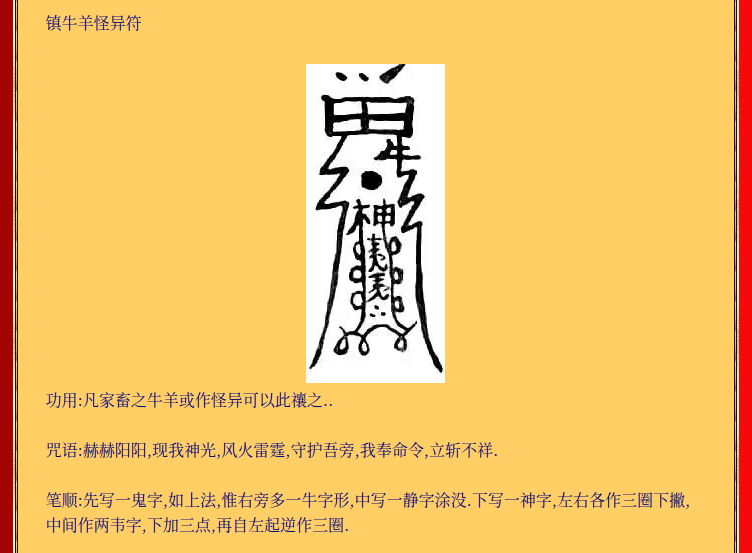 镇牛羊怪异符
牛
神
功用:凡家畜之牛羊或作怪异可以此禳之..
咒语:赫赫阳阳,现我神光,风火雷霆,守护吾旁,我奉命令,立斩不祥.
笔顺:先写一鬼字,如上法,惟右旁多一牛字形,中写一静字涂没.下写一神字,左右各作三圈下撇,
中间作两韦字,下加三点,再自左起逆作三圈.